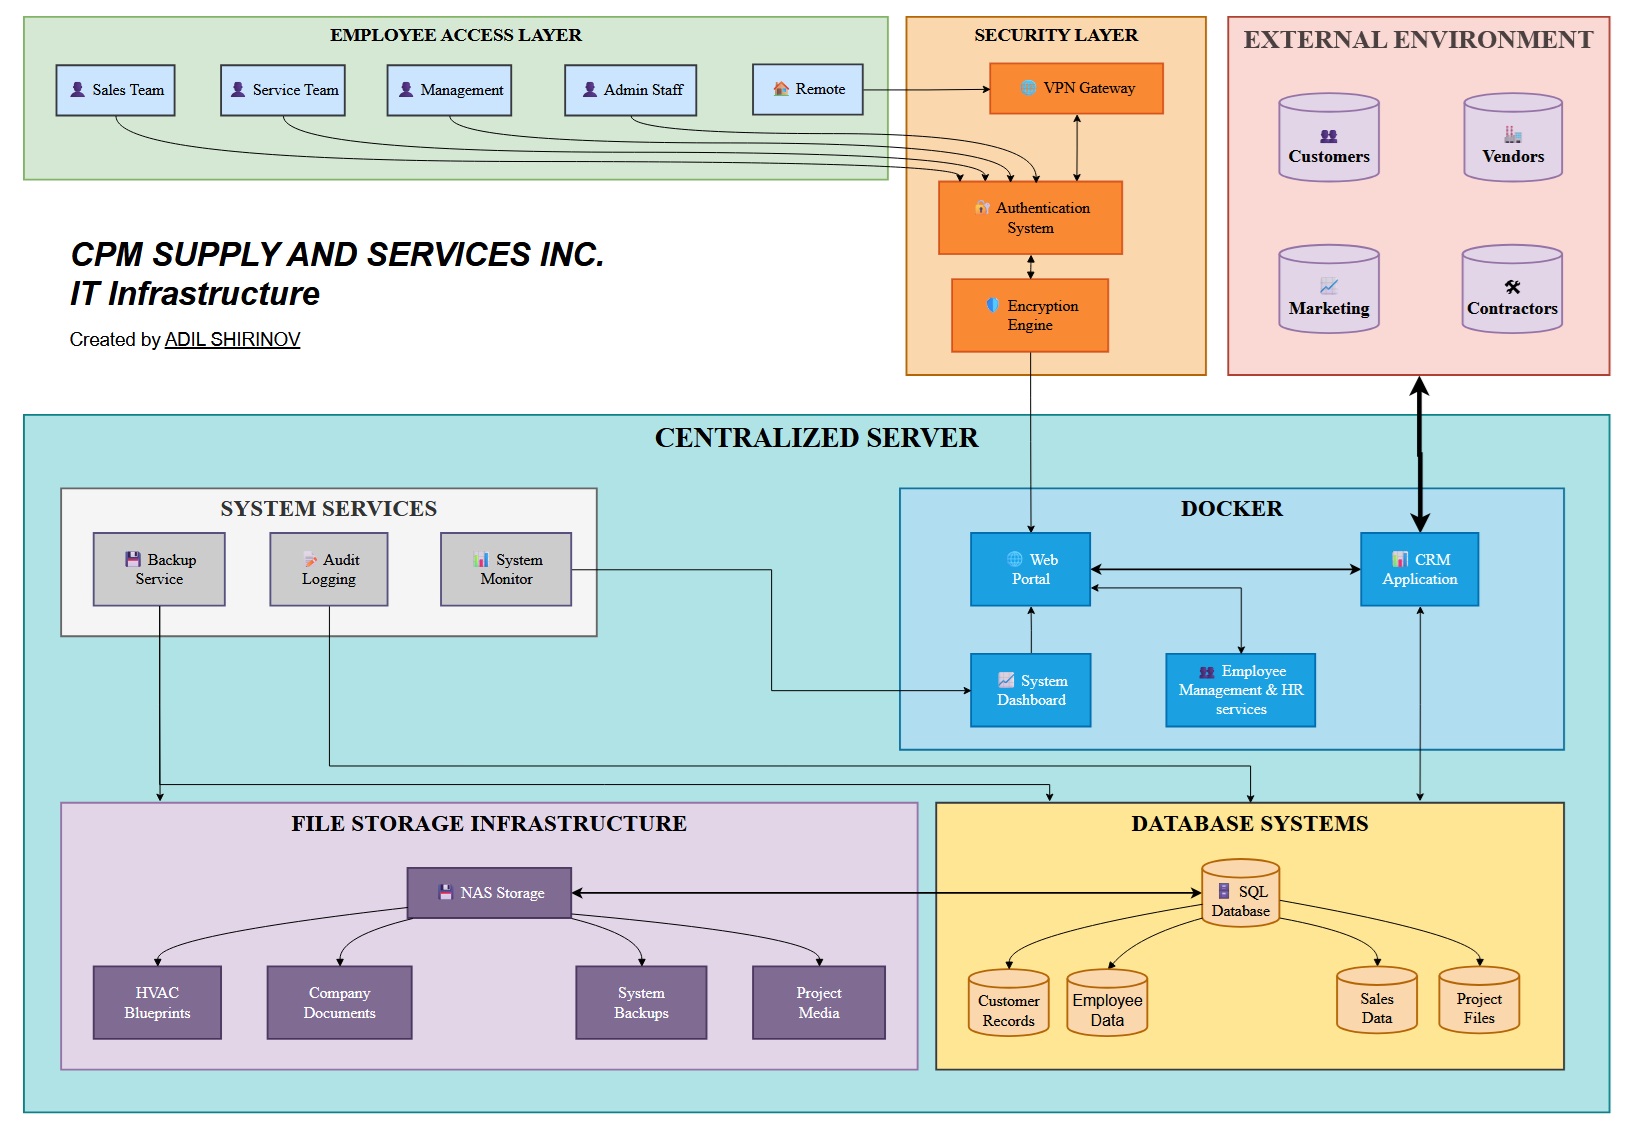 EMPLOYEE ACCESS LAYER
Sales Team
Service Team
Management
Admin Staff
Remote
SECURITY LAYER
VPN Gateway
Authentication
System
Encryption
Engine
EXTERNAL ENVIRONMENT
Customers
Vendors
Marketing
Contractors
CPM SUPPLY AND SERVICES INC.
IT Infrastructure
Created by ADIL SHIRINOV
CENTRALIZED SERVER
SYSTEM SERVICES
Backup
Service
Audit
Logging
System
Monitor
DOCKER
Web
Portal
CRM
Application
System
Dashboard
Employee
Management & HR
services
FILE STORAGE INFRASTRUCTURE
NAS Storage
HVAC
Blueprints
Company
Documents
System
Backups
Project
Media
DATABASE SYSTEMS
SQL
Database
Customer
Records
Employee
Data
Sales
Data
Project
Files